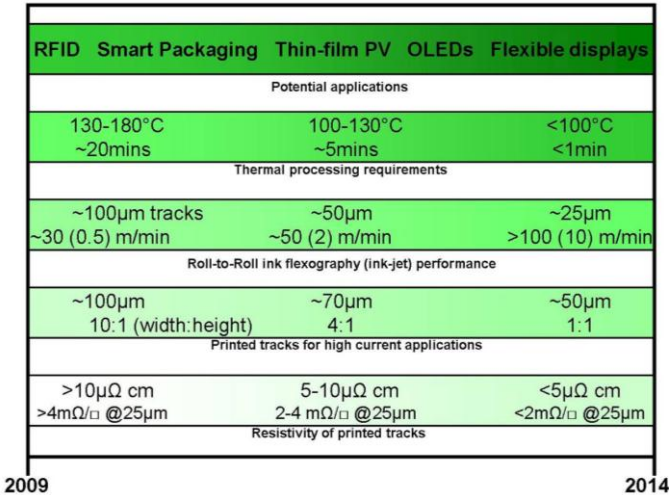 RFID Smart Packaging Thin-film PV OLEDs Flexible displays
Potential applications
130-180°C 100-130°C <100°C
~20mins ~5mins <1min
Thermal processing requirements
~100µm tracks ~50µm ~25µm
~30 (0.5) m/min ~50 (2) m/min >100 (10) m/min
Roll-to-Roll ink flexography (ink-jet) performance
~100µm ~70µm ~50µm
10:1 (width:height) 4:1 1:1
Printed tracks for high current applications
>10µΩ cm 5-10µΩ cm <5µΩ cm
>4mΩ/□ @25µm 2-4 mΩ/□ @25µm <2mΩ/□ @25µm
Resistivity of printed tracks
2009 2014